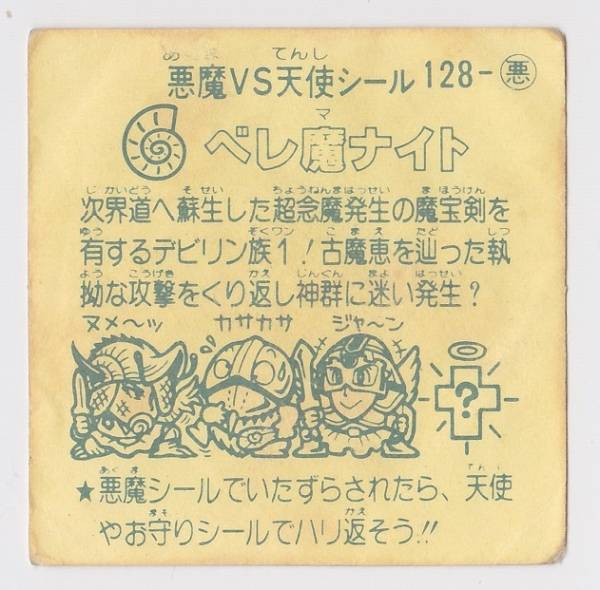 悪魔VS天使シール 128-悪
ベレ魔ナイト
次界道へ蘇生した超念魔発生の魔宝剣を
有するデビリン族1!古魔恵を辿った執
拗な攻撃をくり返し神群に迷い発生?
ヌメ〜ッ カサカサ ジャ〜ン
?
★悪魔シールでいたずらされたら、天使
やお守りシールでハリ返そう!!